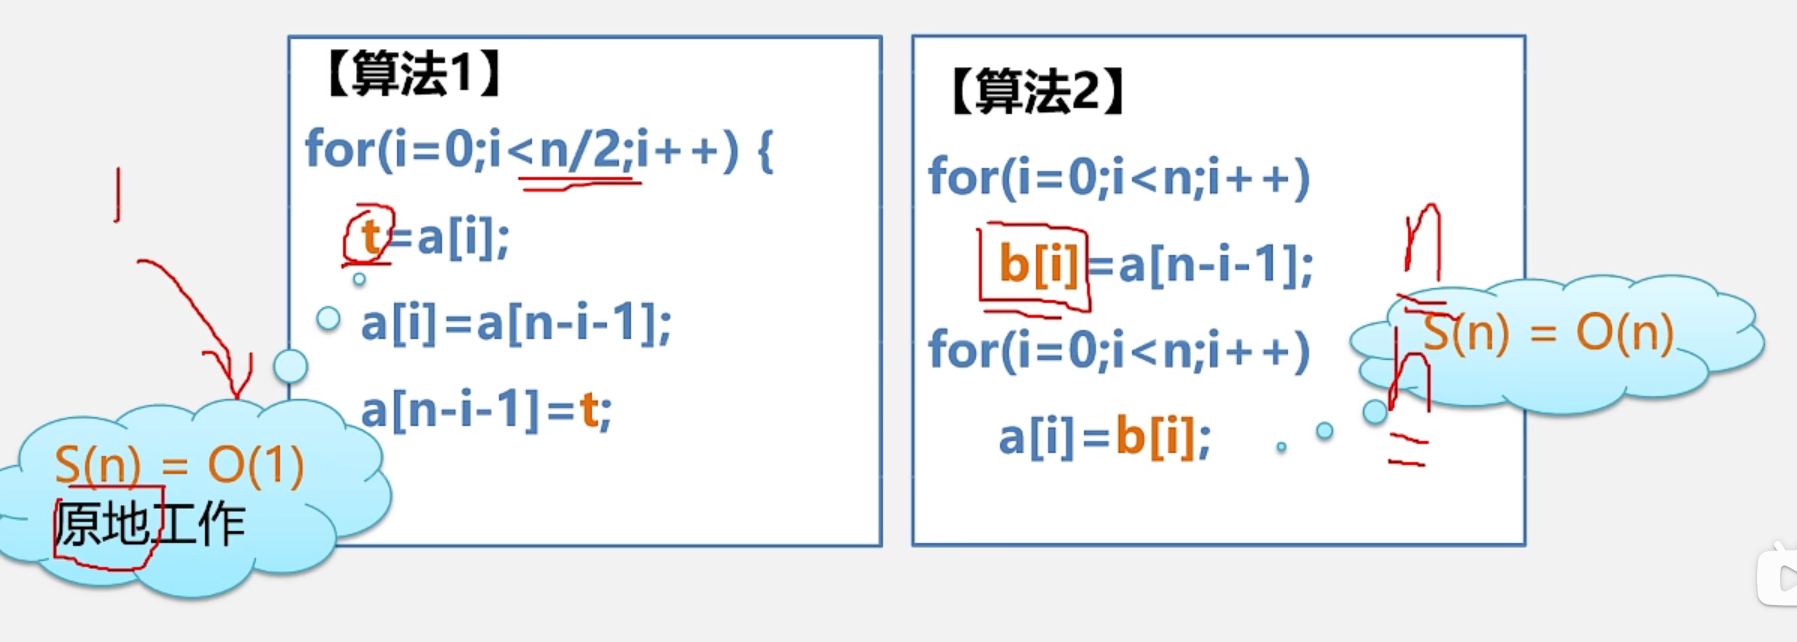 【算法1】
for(i=0;i<n/2;i++) {
t=a[i];
a[i]=a[n-i-1];
a[n-i-1]=t;
S(n) = O(1)
原地工作
1
【算法2】
for(i=0;i<n;i++)
b[i]=a[n-i-1];
for(i=0;i<n;i++)
a[i]=b[i];
S(n) = O(n)
n
n